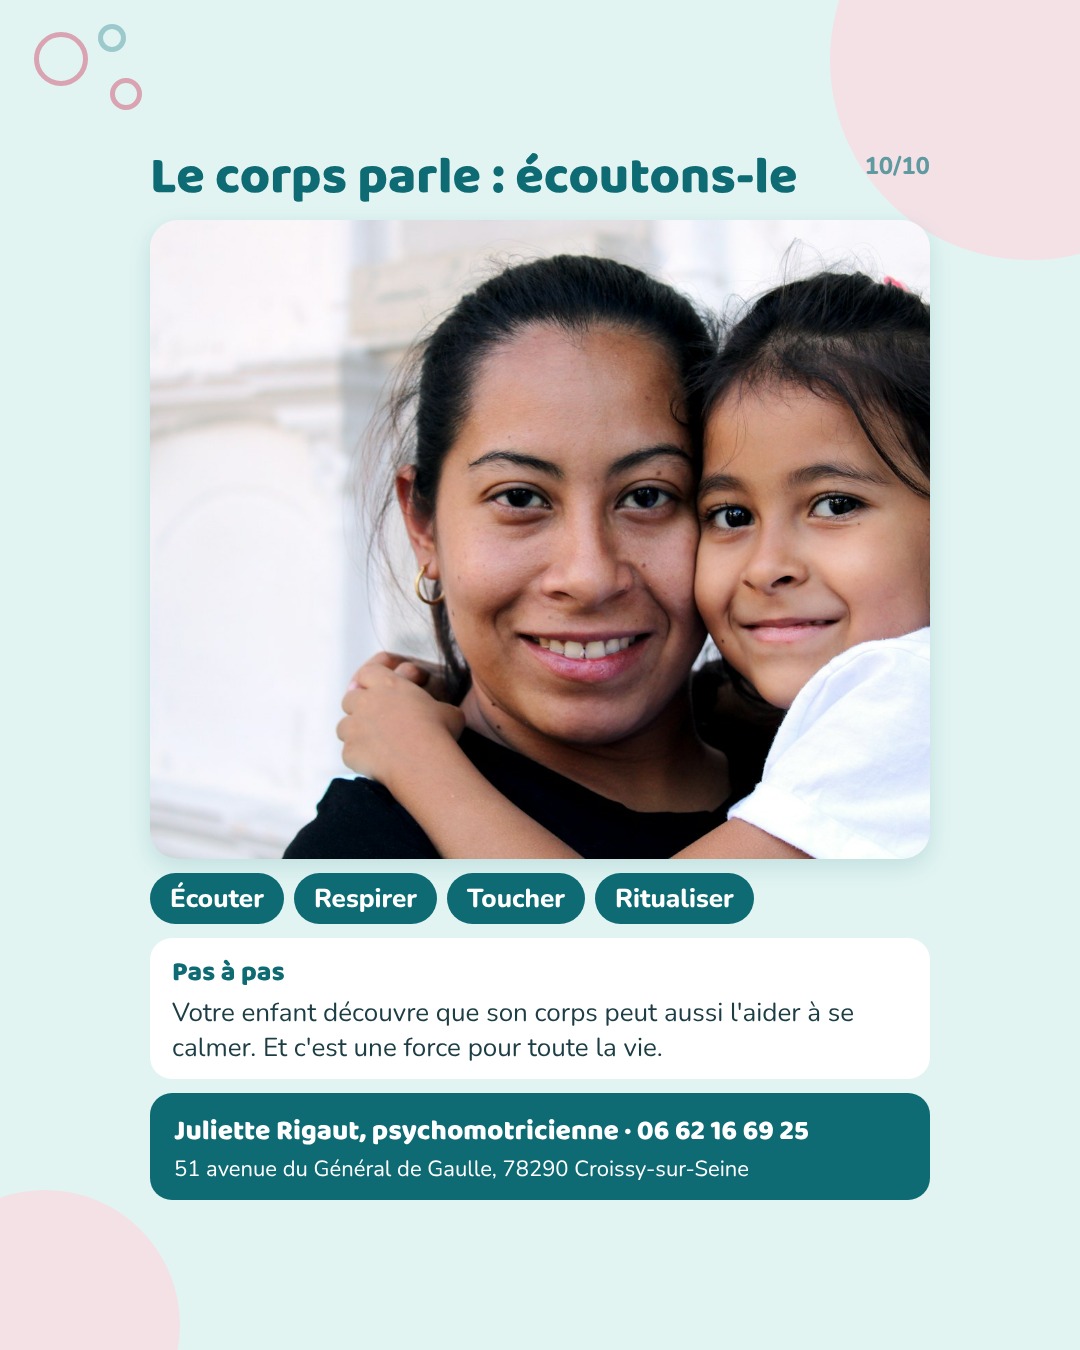 Le corps parle : écoutons-le
10/10
Écouter
Respirer
Toucher
Ritualiser
Pas à pas
Votre enfant découvre que son corps peut aussi l'aider à se
calmer. Et c'est une force pour toute la vie.
Juliette Rigaut, psychomotricienne · 06 62 16 69 25
51 avenue du Général de Gaulle, 78290 Croissy-sur-Seine